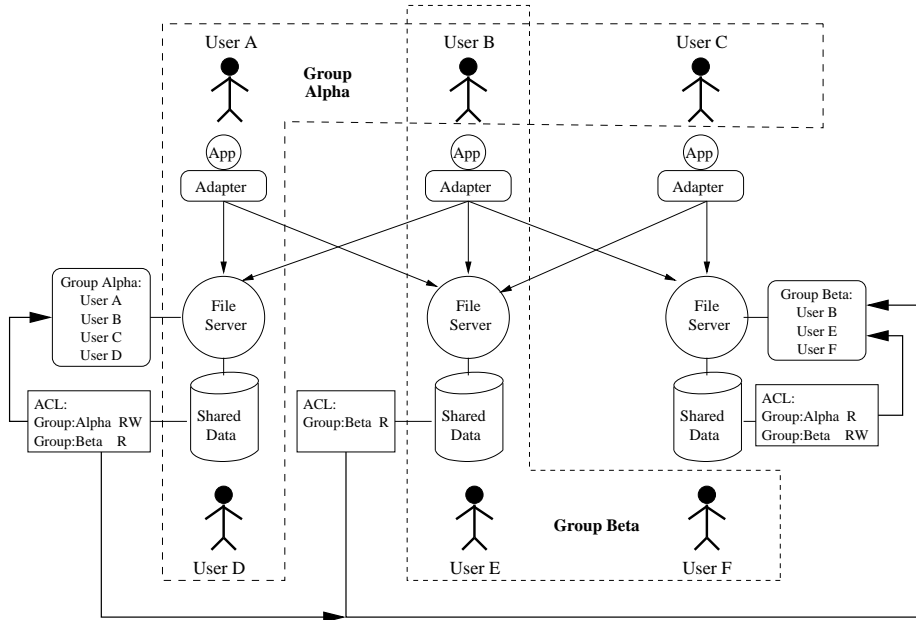 User A
User B
User C
Group
Alpha
App
App
App
Adapter
Adapter
Adapter
Group Alpha:
User A
User B
User C
User D
File
Server
File
Server
File
Server
Group Beta:
User B
User E
User F
ACL:
Group:Alpha RW
Group:Beta R
Shared
Data
ACL:
Group:Beta R
Shared
Data
Shared
Data
ACL:
Group:Alpha R
Group:Beta RW
Group Beta
User D
User E
User F